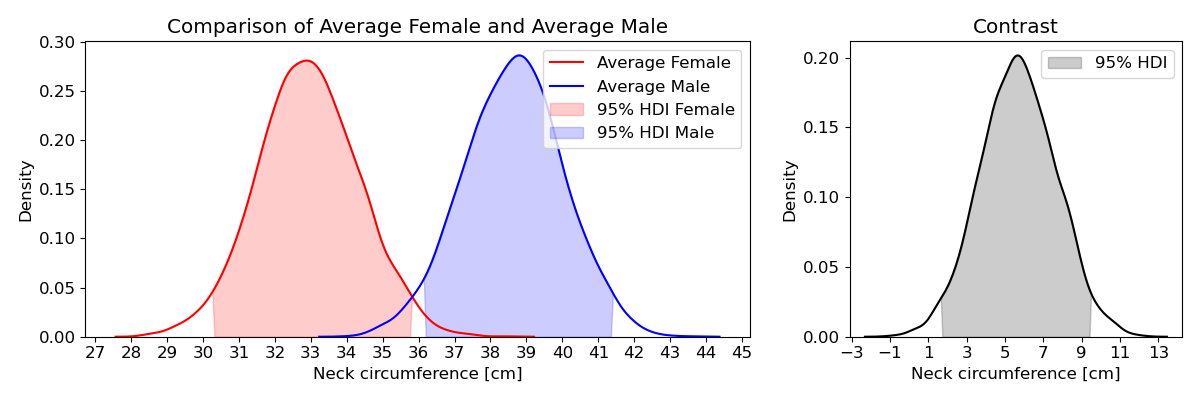 Comparison of Average Female and Average Male
0.30
0.25
0.20
0.15
0.10
0.05
0.00
Density
27 28 29 30 31 32 33 34 35 36 37 38 39 40 41 42 43 44 45
Neck circumference [cm]
Average Female
Average Male
95% HDI Female
95% HDI Male
Contrast
0.20
0.15
0.10
0.05
0.00
Density
−3 −1 1 3 5 7 9 11 13
Neck circumference [cm]
95% HDI